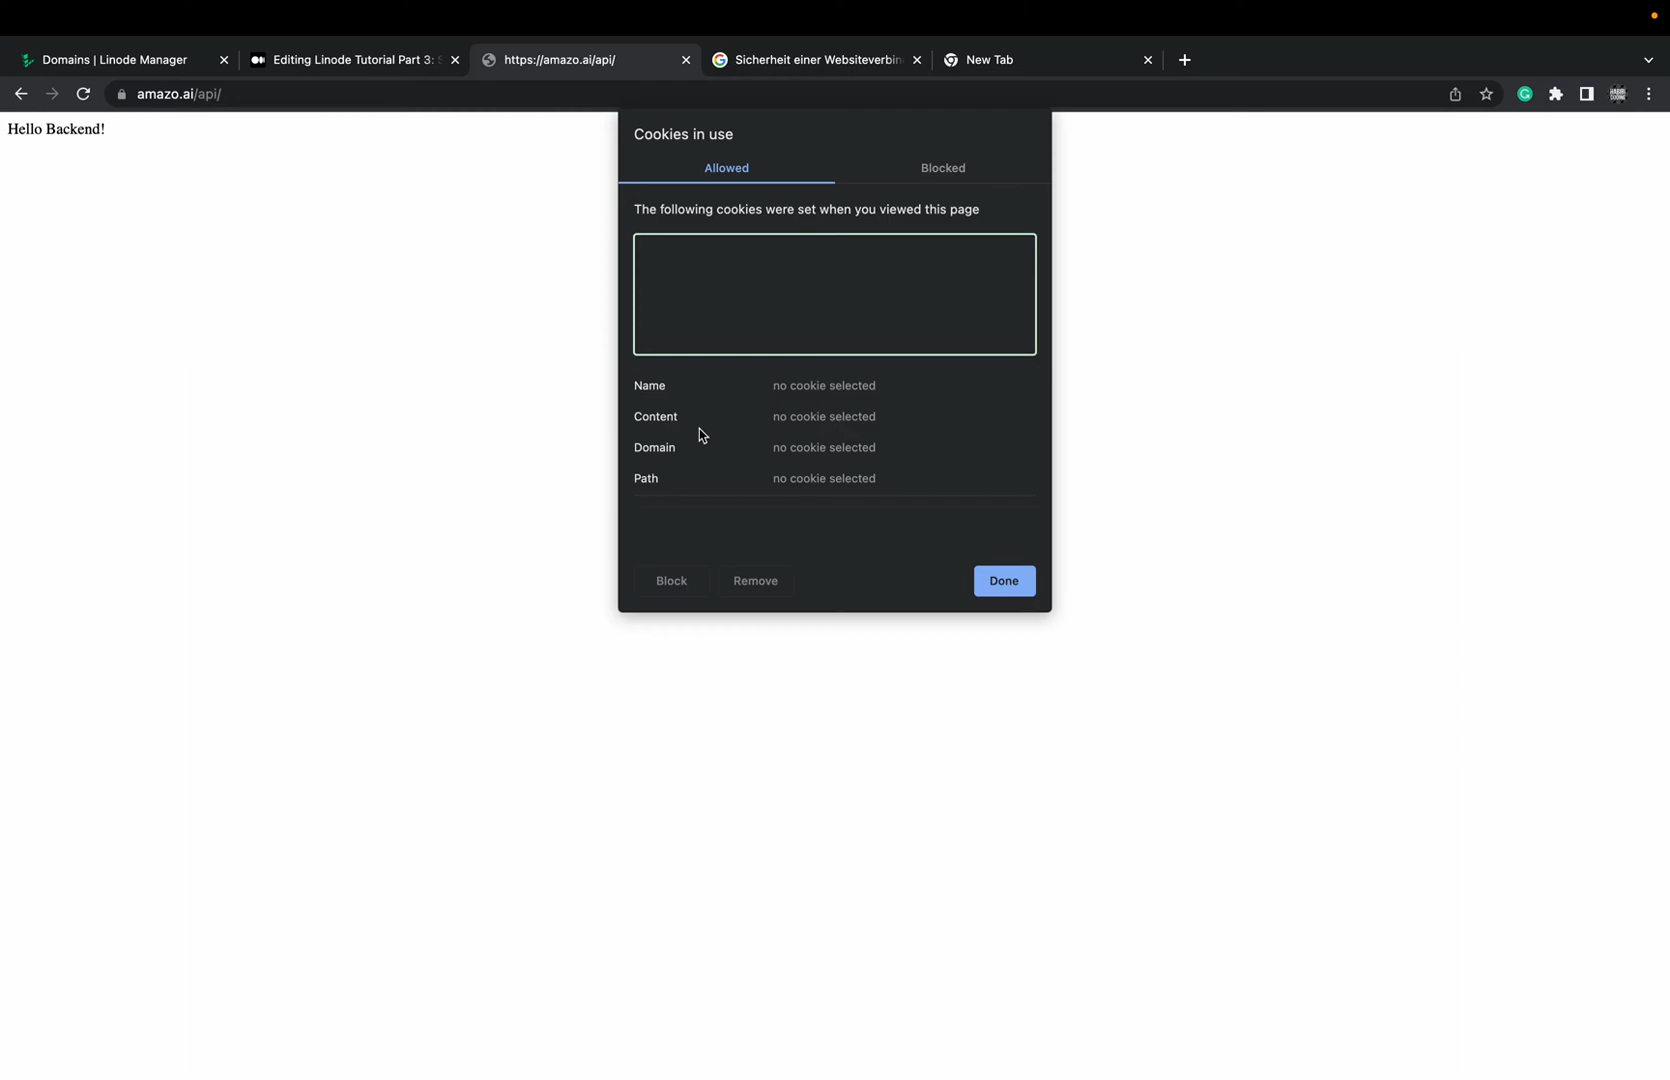 Domains | Linode Manager
Editing Linode Tutorial Part 3: S
https://amazo.ai/api/
Sicherheit einer Websiteverbin
New Tab
amazo.ai/api/
Hello Backend!
Cookies in use
Allowed
Blocked
The following cookies were set when you viewed this page
Name no cookie selected
Content no cookie selected
Domain no cookie selected
Path no cookie selected
Block
Remove
Done